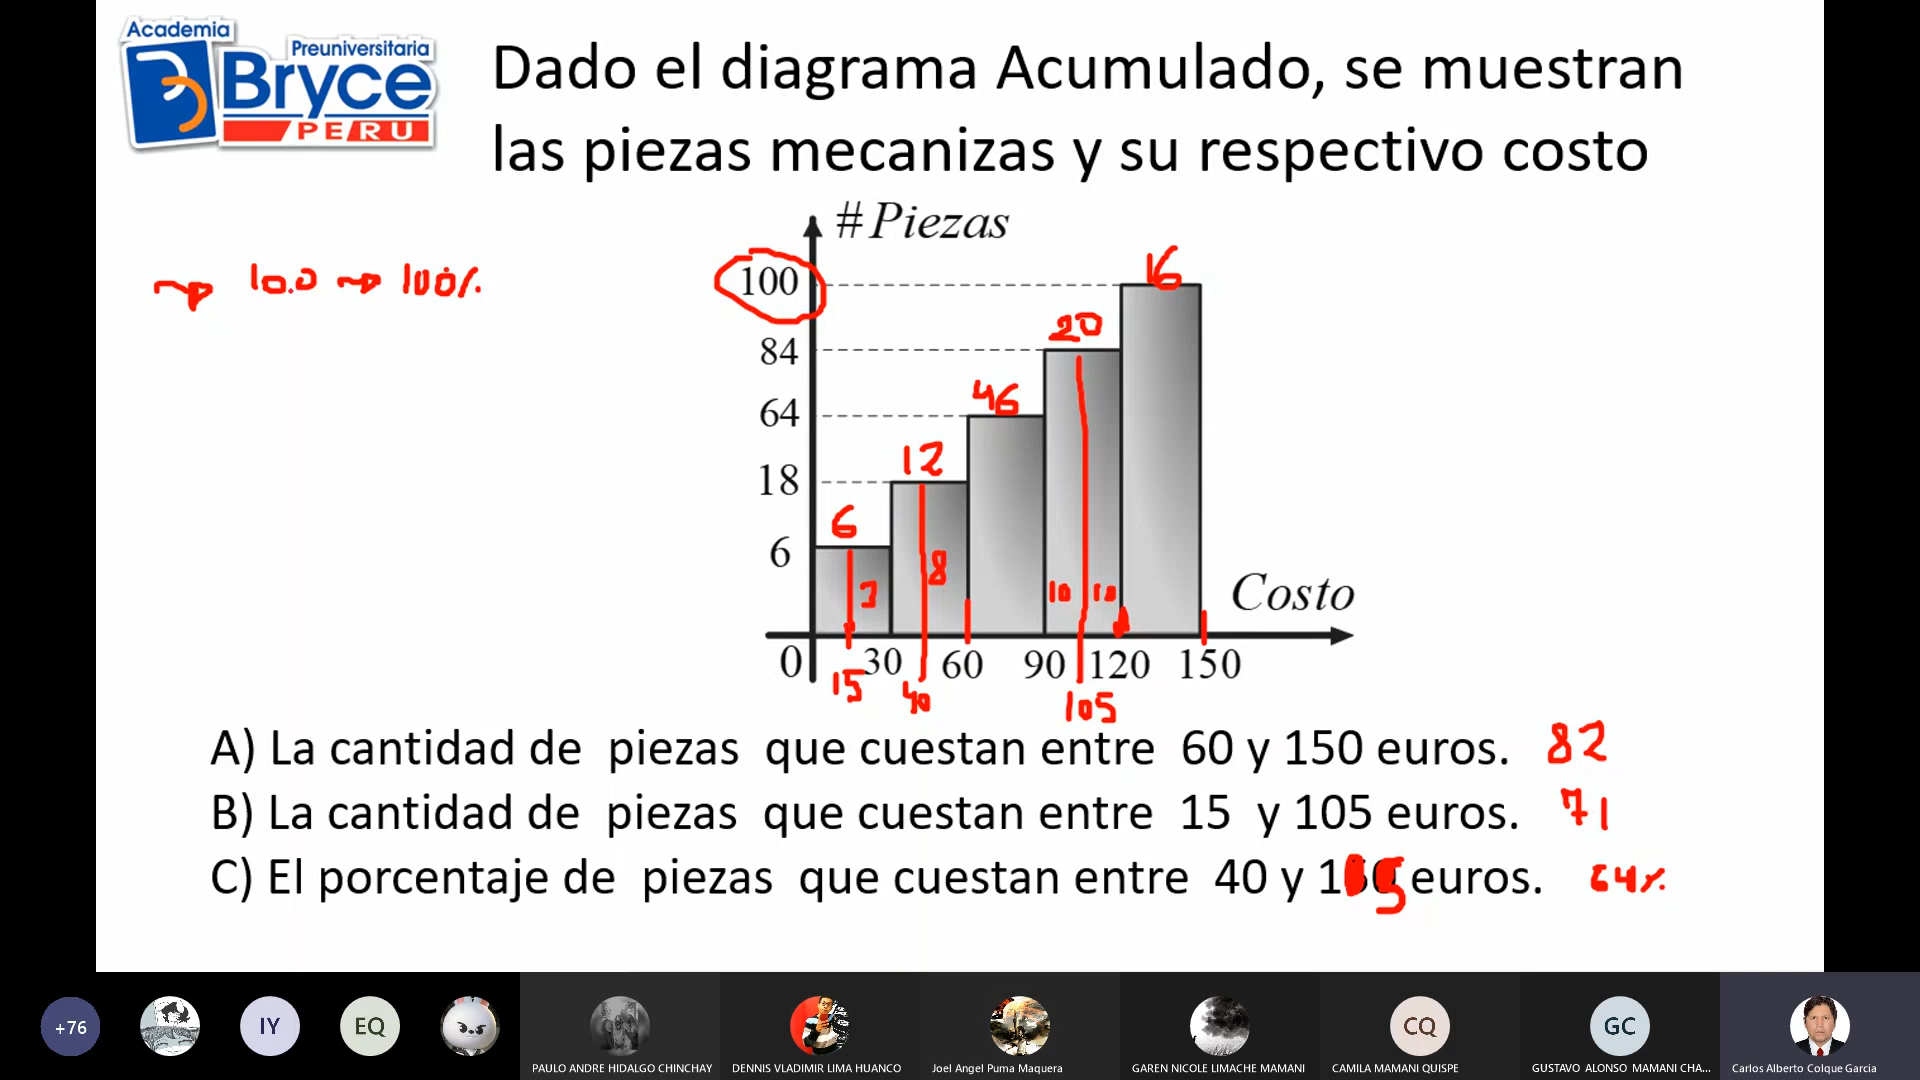 Academia
Preuniversitaria
Bryce
PERU
Dado el diagrama Acumulado, se muestran
las piezas mecanizas y su respectivo costo
# Piezas
10.0 → 100%
100
84
64
18
6
16
20
46
12
6
3
8
10 10
Costo
0 30 60 90 120 150
15 40 105
A) La cantidad de piezas que cuestan entre 60 y 150 euros. 82
B) La cantidad de piezas que cuestan entre 15 y 105 euros. 71
C) El porcentaje de piezas que cuestan entre 40 y euros. 64%
+76
IY
EQ
CQ
GC
PAULO ANDRE HIDALGO CHINCHAY
DENNIS VLADIMIR LIMA HUANCO
Joel Angel Puma Maquera
GAREN NICOLE LIMACHE MAMANI
CAMILA MAMANI QUISPE
GUSTAVO ALONSO MAMANI CHA...
Carlos Alberto Colque Garcia